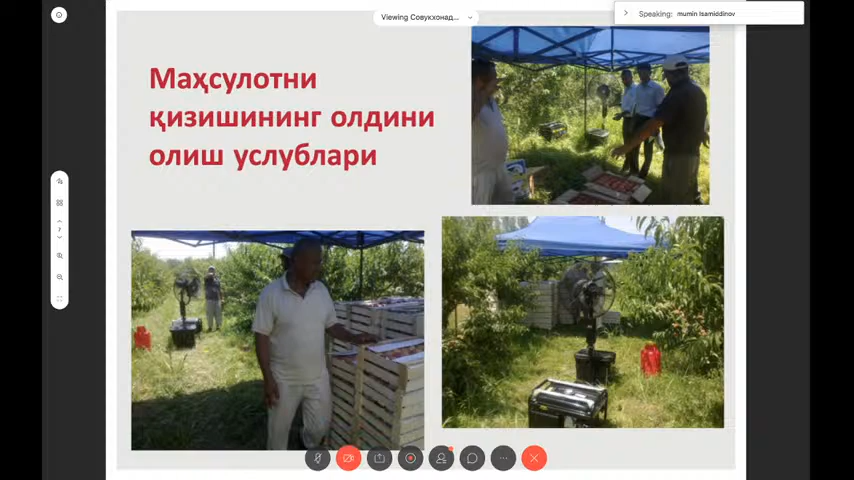 Viewing Совукхонад...
Speaking: mumin Isamiddinov
Маҳсулотни
қизишининг олдини
олиш услублари